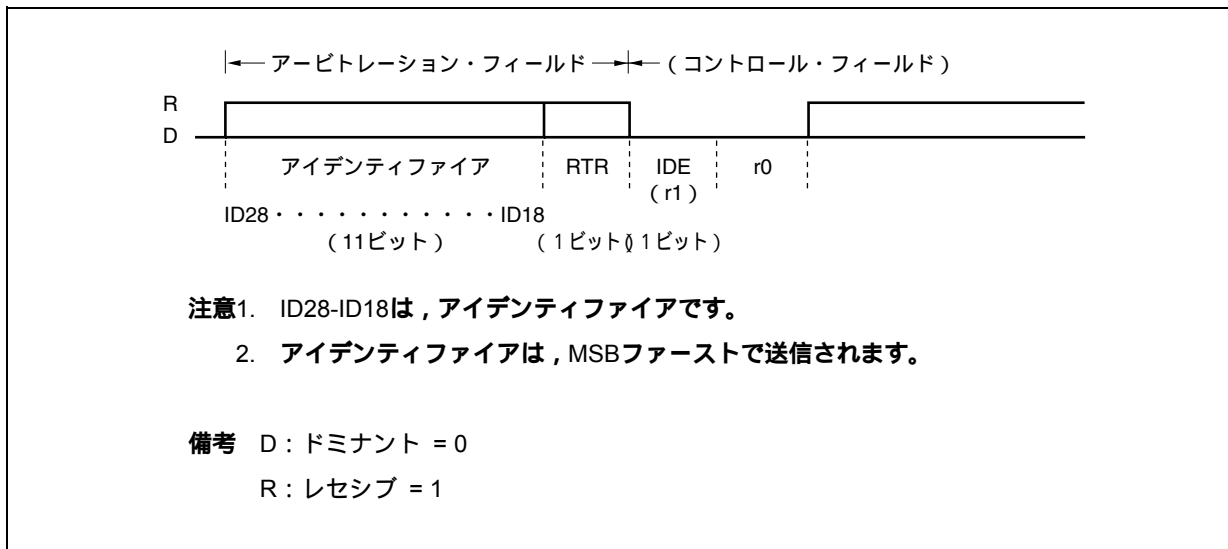 アービトレーション・フィールド （コントロール・フィールド）
R
D
アイデンティファイア RTR IDE r0
（r1）
ID28・・・・・・・・・・・ID18
（11ビット） （1ビット）（1ビット）
注意1. ID28-ID18は，アイデンティファイアです。
2. アイデンティファイアは，MSBファーストで送信されます。
備考 D：ドミナント = 0
R：レセシブ = 1